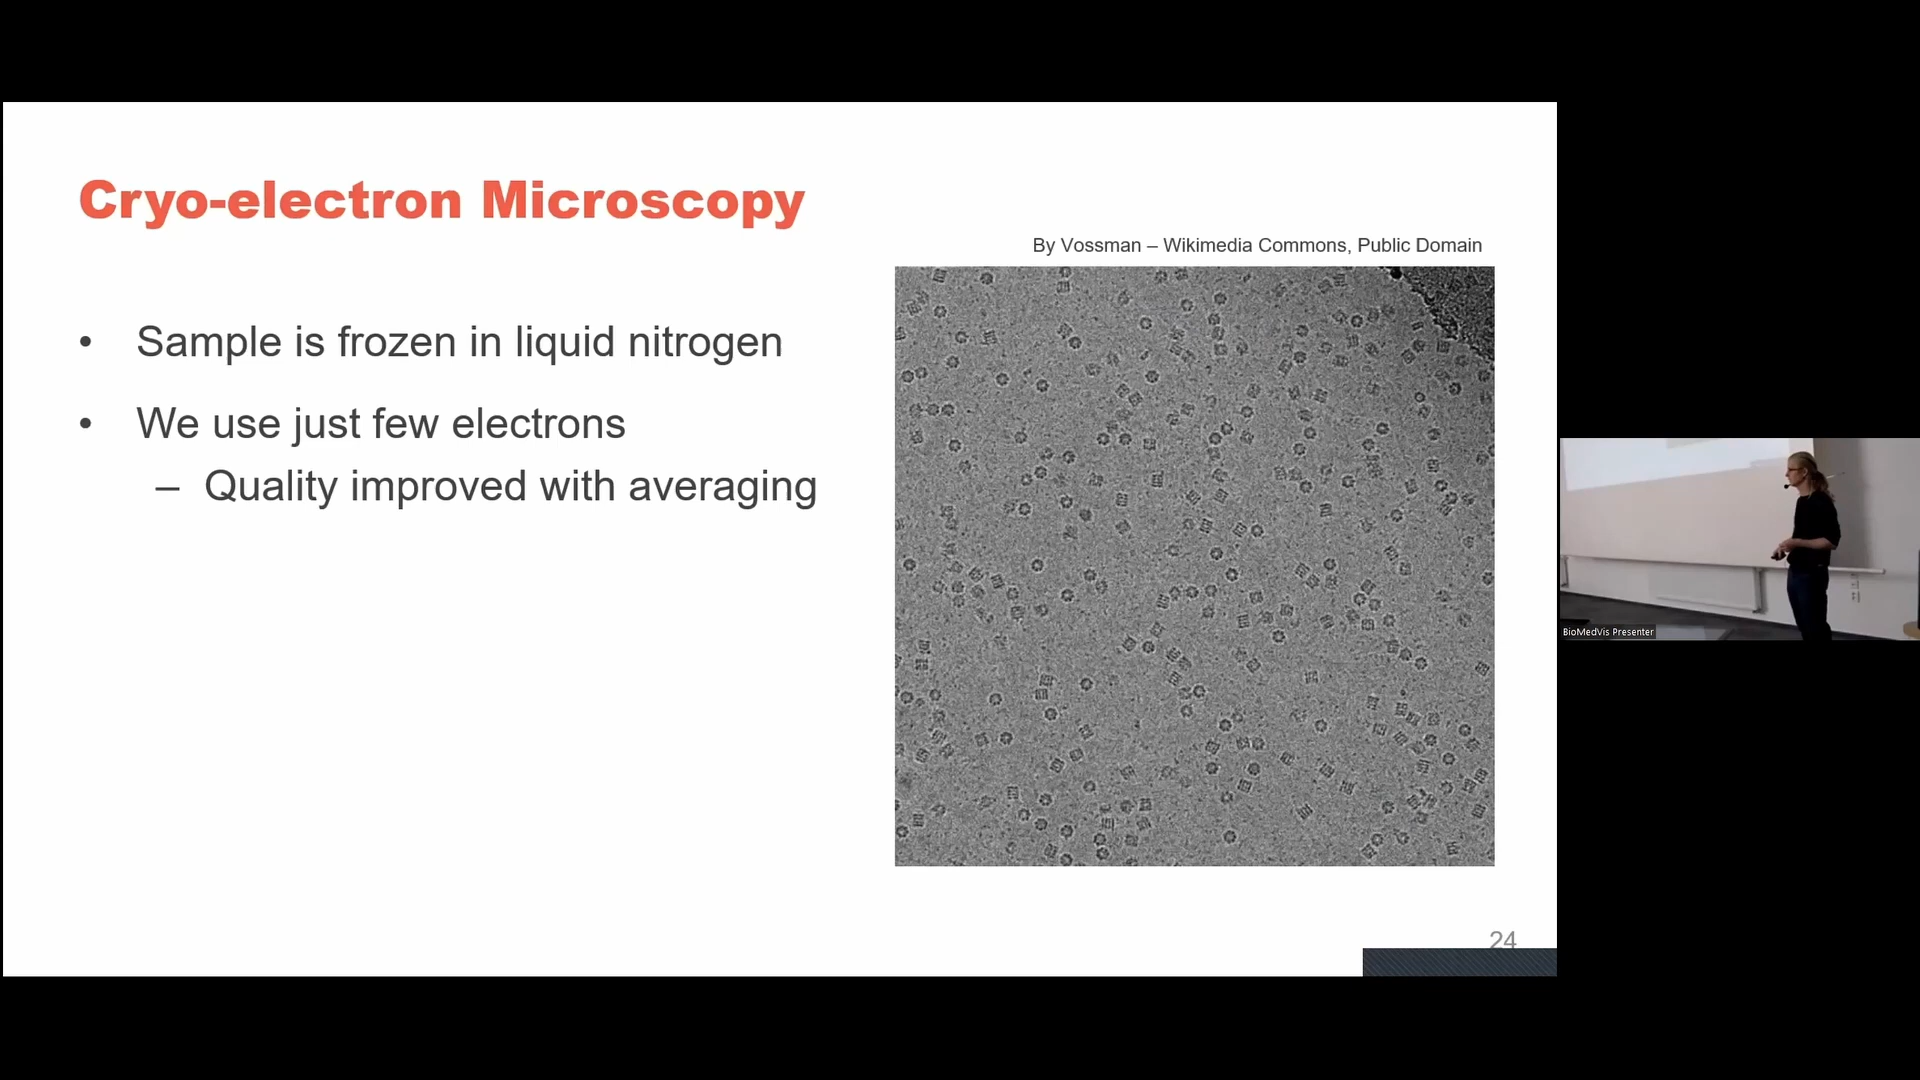 Cryo-electron Microscopy
By Vossman – Wikimedia Commons, Public Domain
• Sample is frozen in liquid nitrogen
• We use just few electrons
– Quality improved with averaging
24
BioMedVis Presenter